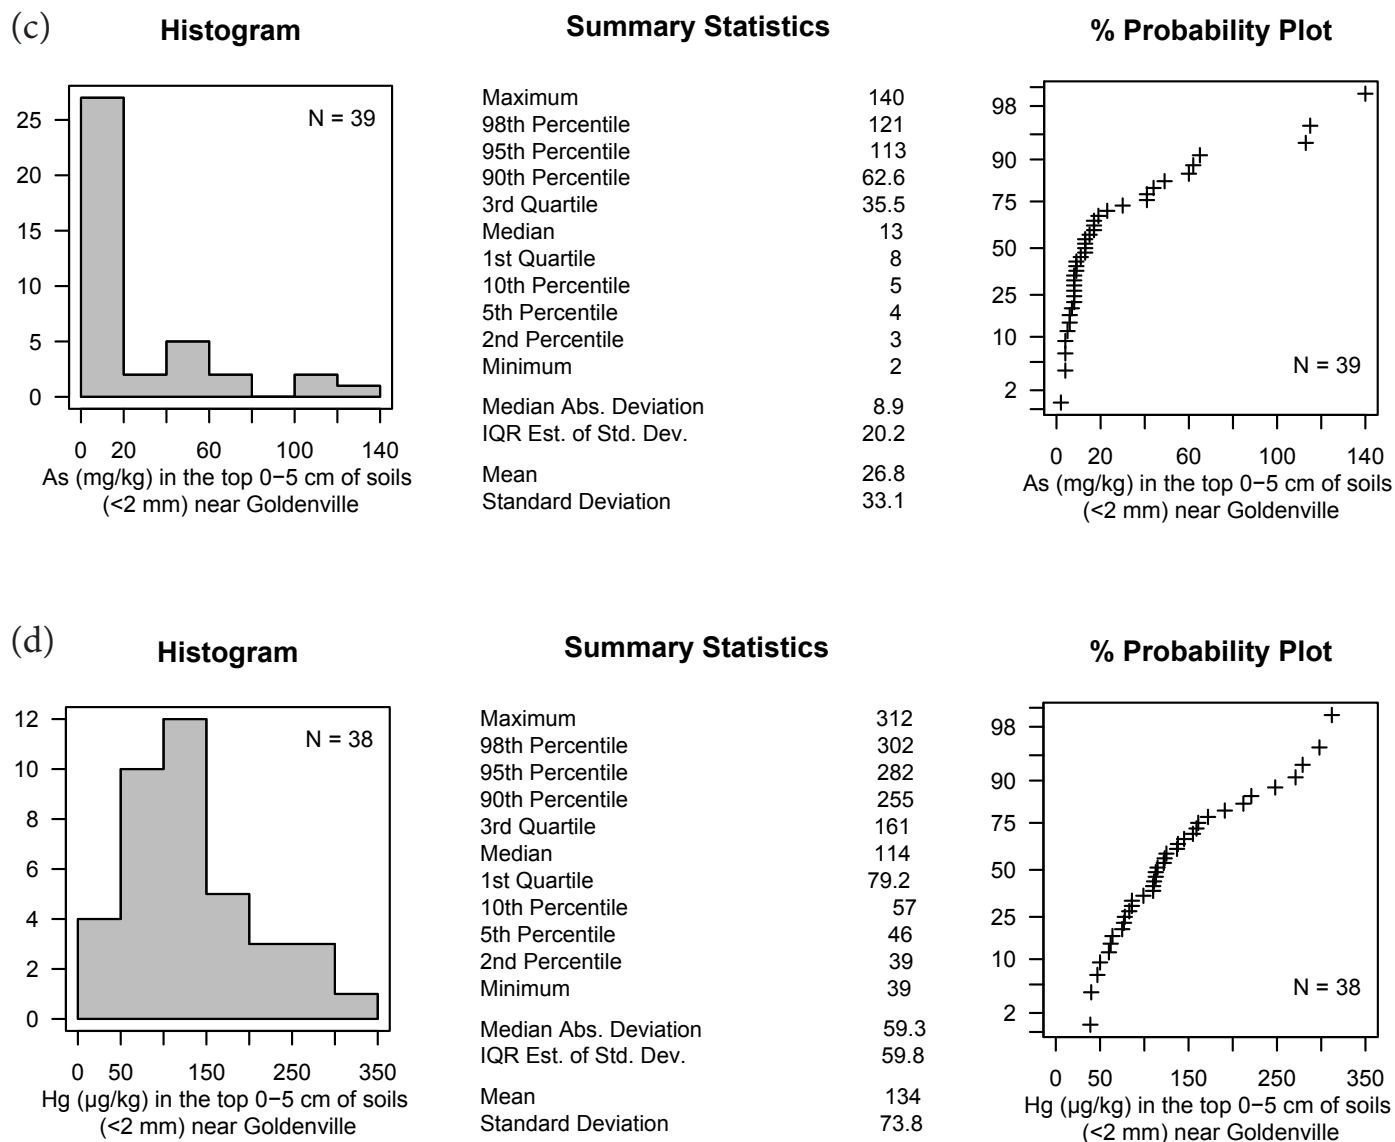 (c)
Histogram
Summary Statistics
% Probability Plot
N = 39
25
20
15
10
5
0
0 20 60 100 140
As (mg/kg) in the top 0−5 cm of soils
(<2 mm) near Goldenville
Maximum 140
98th Percentile 121
95th Percentile 113
90th Percentile 62.6
3rd Quartile 35.5
Median 13
1st Quartile 8
10th Percentile 5
5th Percentile 4
2nd Percentile 3
Minimum 2
Median Abs. Deviation 8.9
IQR Est. of Std. Dev. 20.2
Mean 26.8
Standard Deviation 33.1
98
90
75
50
25
10
2
N = 39
0 20 60 100 140
As (mg/kg) in the top 0−5 cm of soils
(<2 mm) near Goldenville
(d)
Histogram
Summary Statistics
% Probability Plot
N = 38
12
10
8
6
4
2
0
0 50 150 250 350
Hg (µg/kg) in the top 0−5 cm of soils
(<2 mm) near Goldenville
Maximum 312
98th Percentile 302
95th Percentile 282
90th Percentile 255
3rd Quartile 161
Median 114
1st Quartile 79.2
10th Percentile 57
5th Percentile 46
2nd Percentile 39
Minimum 39
Median Abs. Deviation 59.3
IQR Est. of Std. Dev. 59.8
Mean 134
Standard Deviation 73.8
98
90
75
50
25
10
2
N = 38
0 50 150 250 350
Hg (µg/kg) in the top 0−5 cm of soils
(<2 mm) near Goldenville